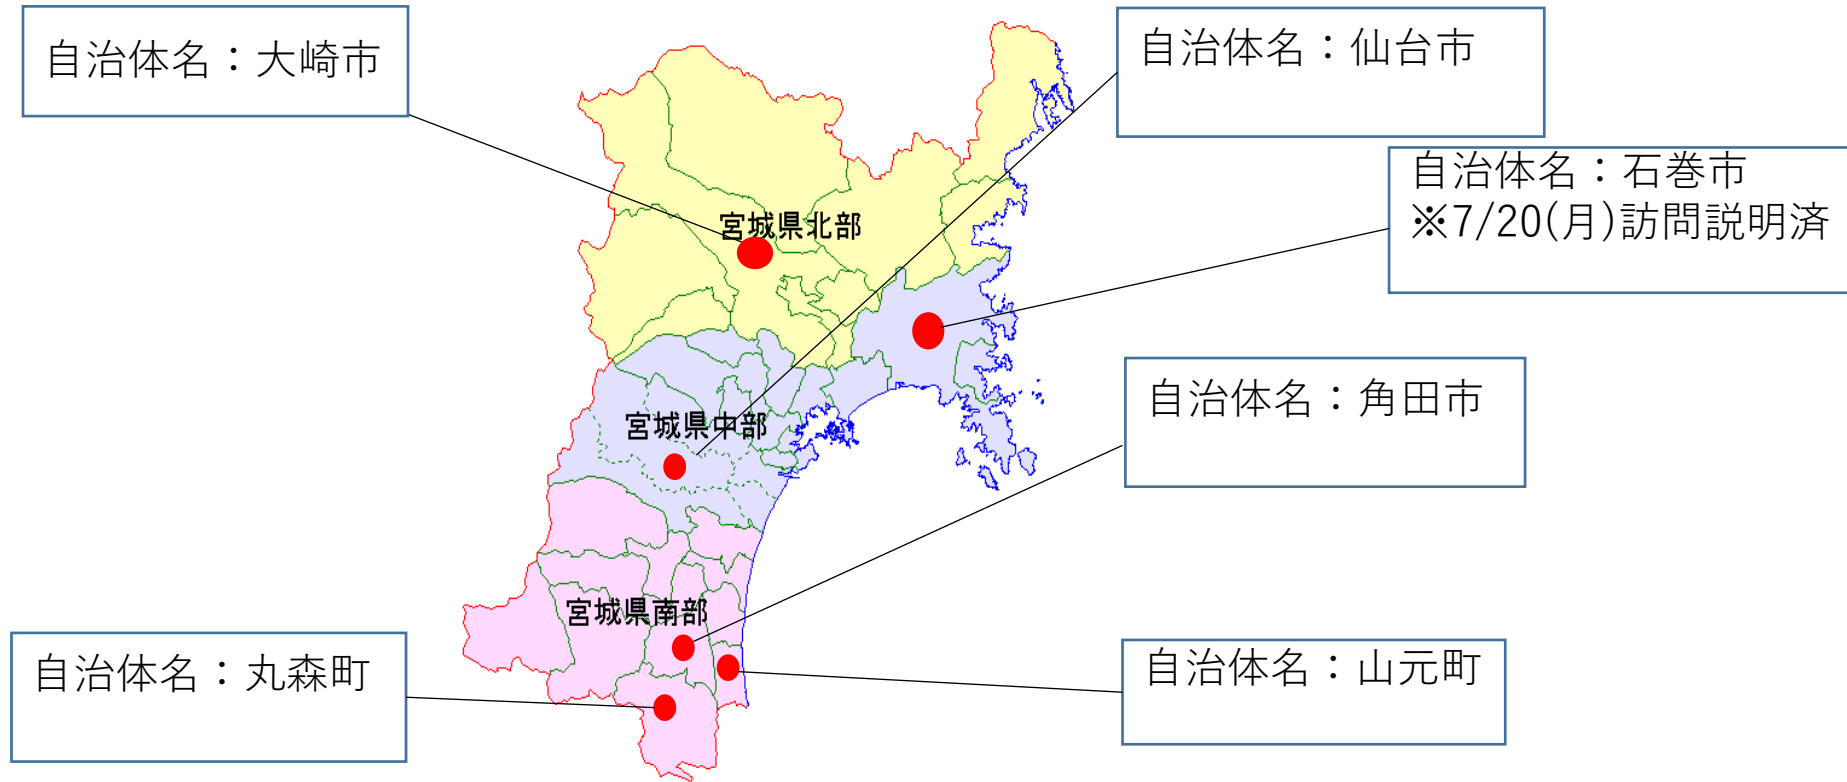 自治体名：大崎市
自治体名：仙台市
自治体名：石巻市
※7/20(月)訪問説明済
宮城県北部
自治体名：角田市
宮城県中部
宮城県南部
自治体名：丸森町
自治体名：山元町